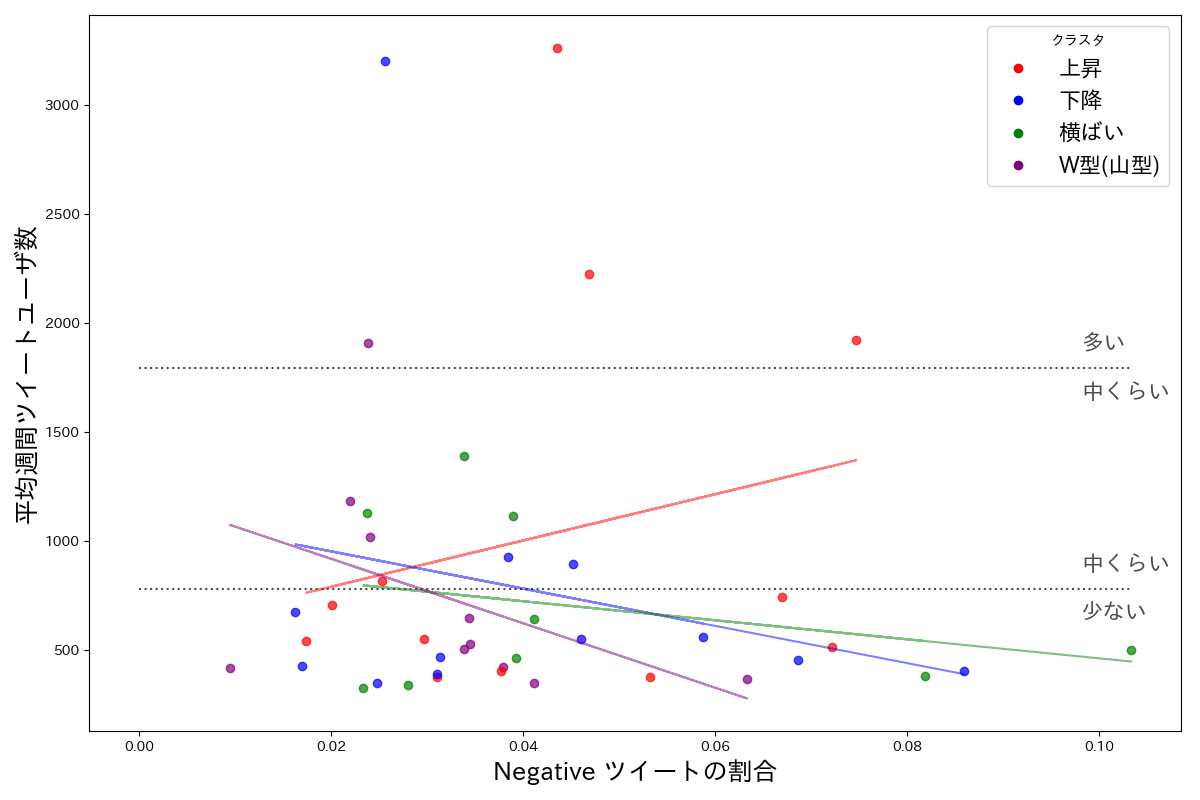 クラスタ
上昇
下降
横ばい
W型(山型)
多い
中くらい
中くらい
少ない
3000
2500
2000
1500
1000
500
平均週間ツイートユーザ数
0.00
0.02
0.04
0.06
0.08
0.10
Negative ツイートの割合